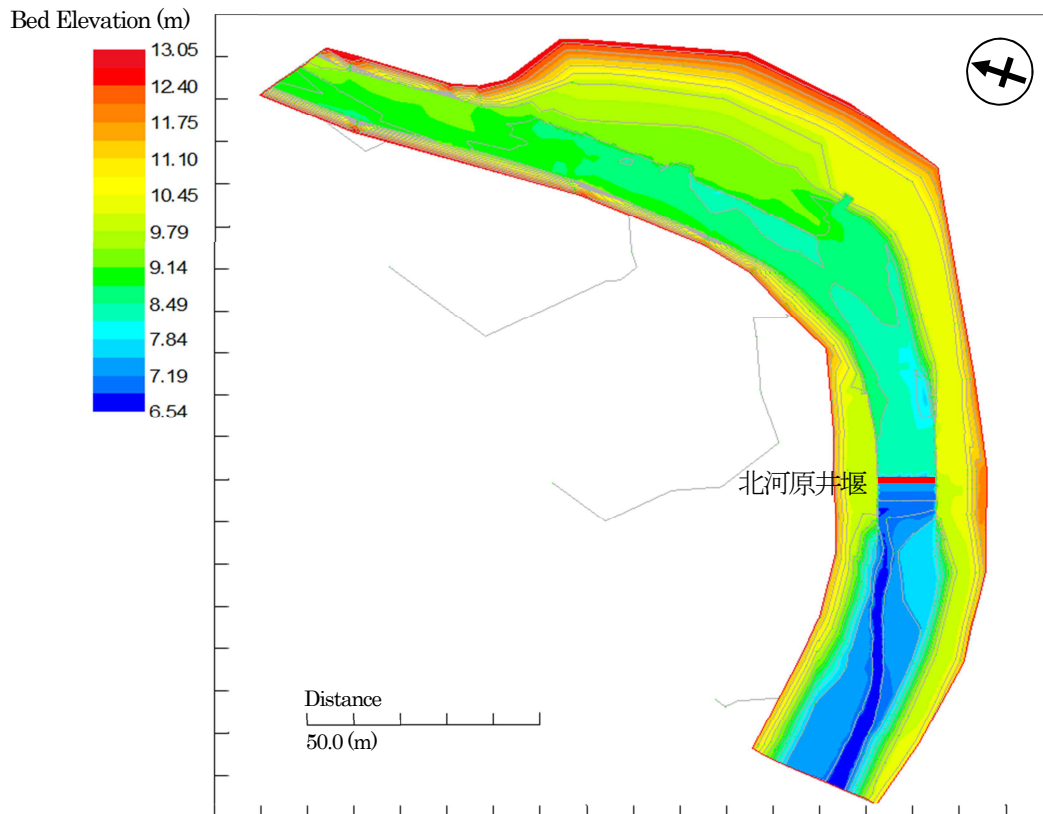 Bed Elevation (m)
13.05
12.40
11.75
11.10
10.45
9.79
9.14
8.49
7.84
7.19
6.54
北河原井堰
Distance
50.0 (m)